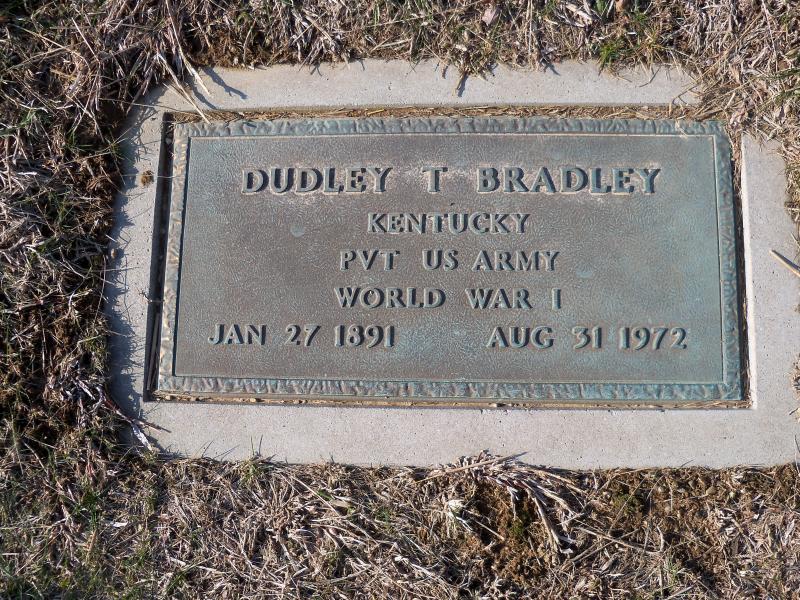 DUDLEY T BRADLEY
KENTUCKY
PVT US ARMY
WORLD WAR I
JAN 27 1891 AUG 31 1972